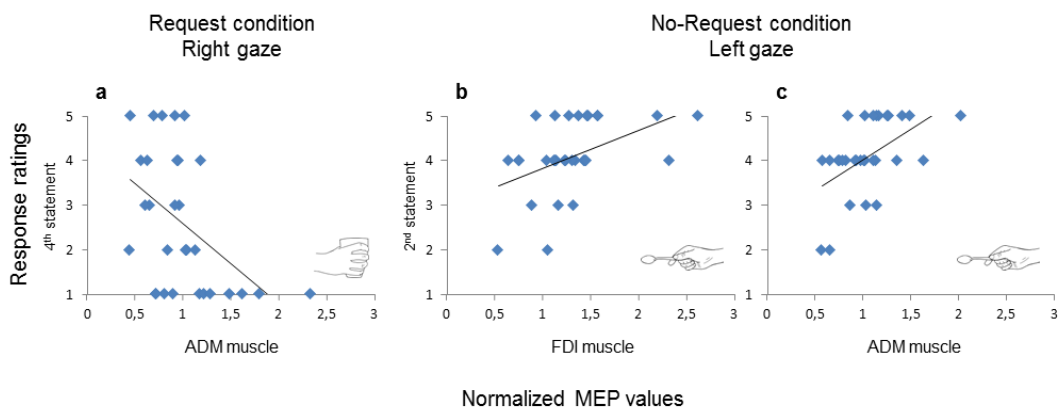 Request condition
Right gaze
No-Request condition
Left gaze
a
b
c
Response ratings
4th statement
5
4
3
2
1
0
0,5
1
1,5
2
2,5
3
ADM muscle
2nd statement
5
4
3
2
1
0
0,5
1
1,5
2
2,5
3
FDI muscle
5
4
3
2
1
0
0,5
1
1,5
2
2,5
3
ADM muscle
Normalized MEP values